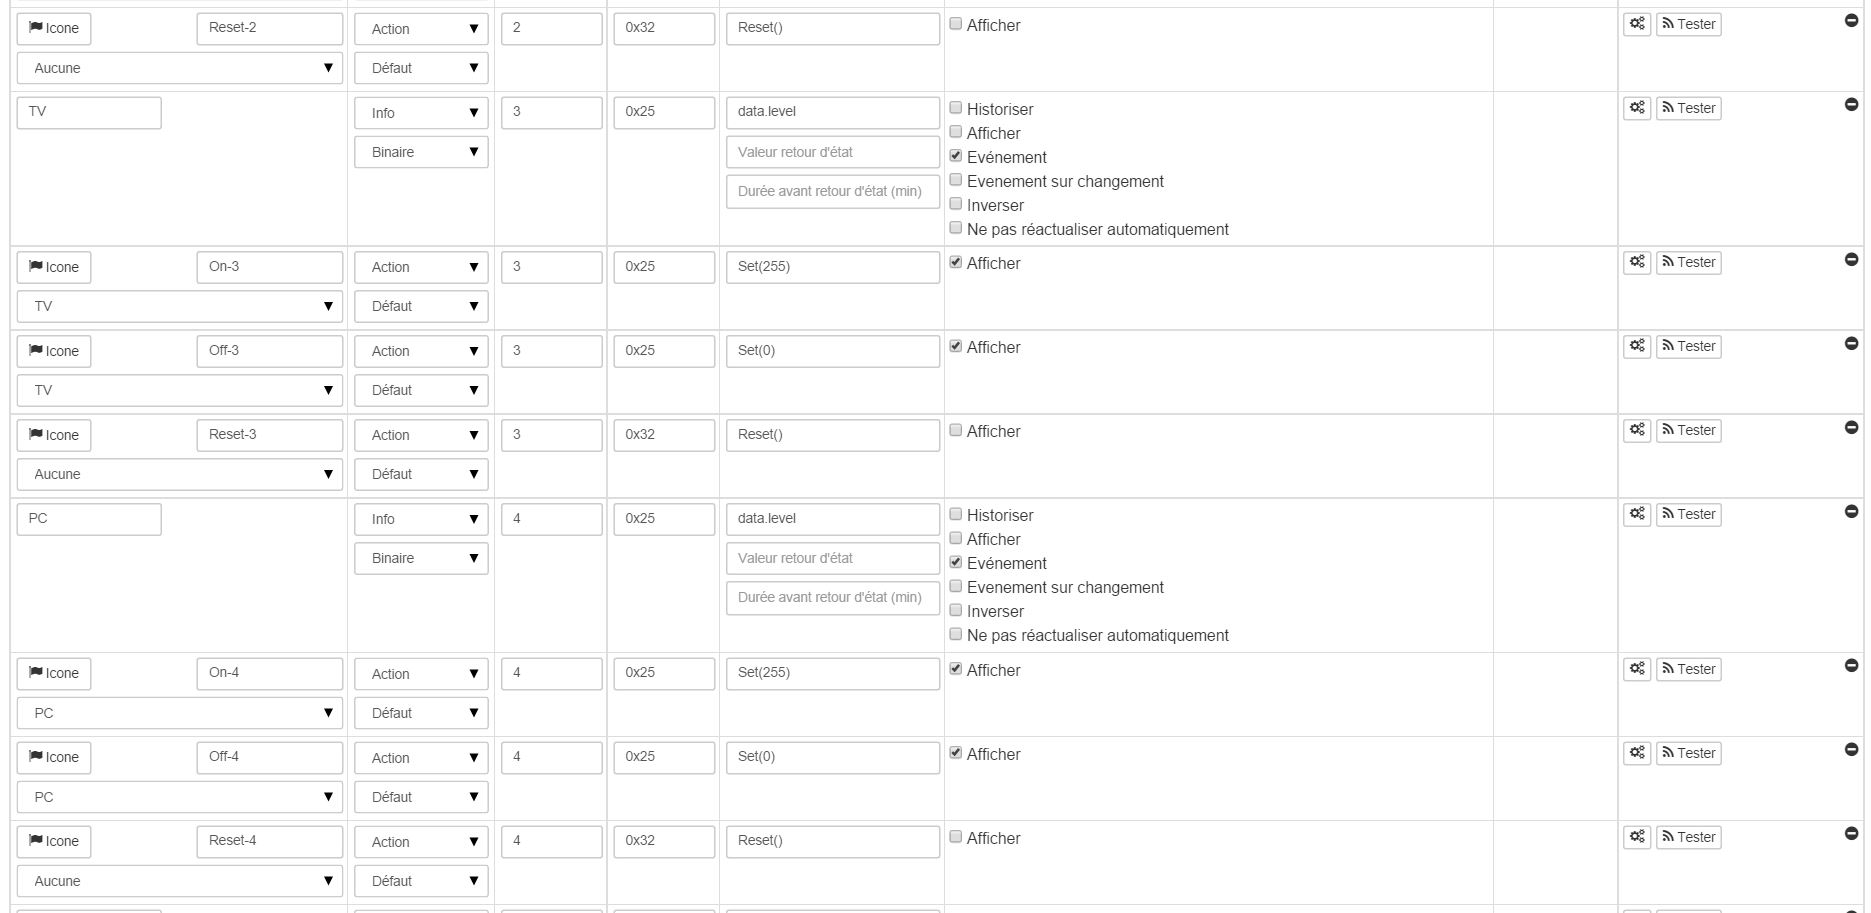 Icone Reset-2 Action 2 0x32 Reset() Afficher Tester
Aucune Défaut
TV Info 3 0x25 data.level Historiser Tester
Afficher
Binaire Valeur retour d'état Evénement
Durée avant retour d'état (min) Evenement sur changement
Inverser
Ne pas réactualiser automatiquement
Icone On-3 Action 3 0x25 Set(255) Afficher Tester
TV Défaut
Icone Off-3 Action 3 0x25 Set(0) Afficher Tester
TV Défaut
Icone Reset-3 Action 3 0x32 Reset() Afficher Tester
Aucune Défaut
PC Info 4 0x25 data.level Historiser Tester
Afficher
Binaire Valeur retour d'état Evénement
Durée avant retour d'état (min) Evenement sur changement
Inverser
Ne pas réactualiser automatiquement
Icone On-4 Action 4 0x25 Set(255) Afficher Tester
PC Défaut
Icone Off-4 Action 4 0x25 Set(0) Afficher Tester
PC Défaut
Icone Reset-4 Action 4 0x32 Reset() Afficher Tester
Aucune Défaut